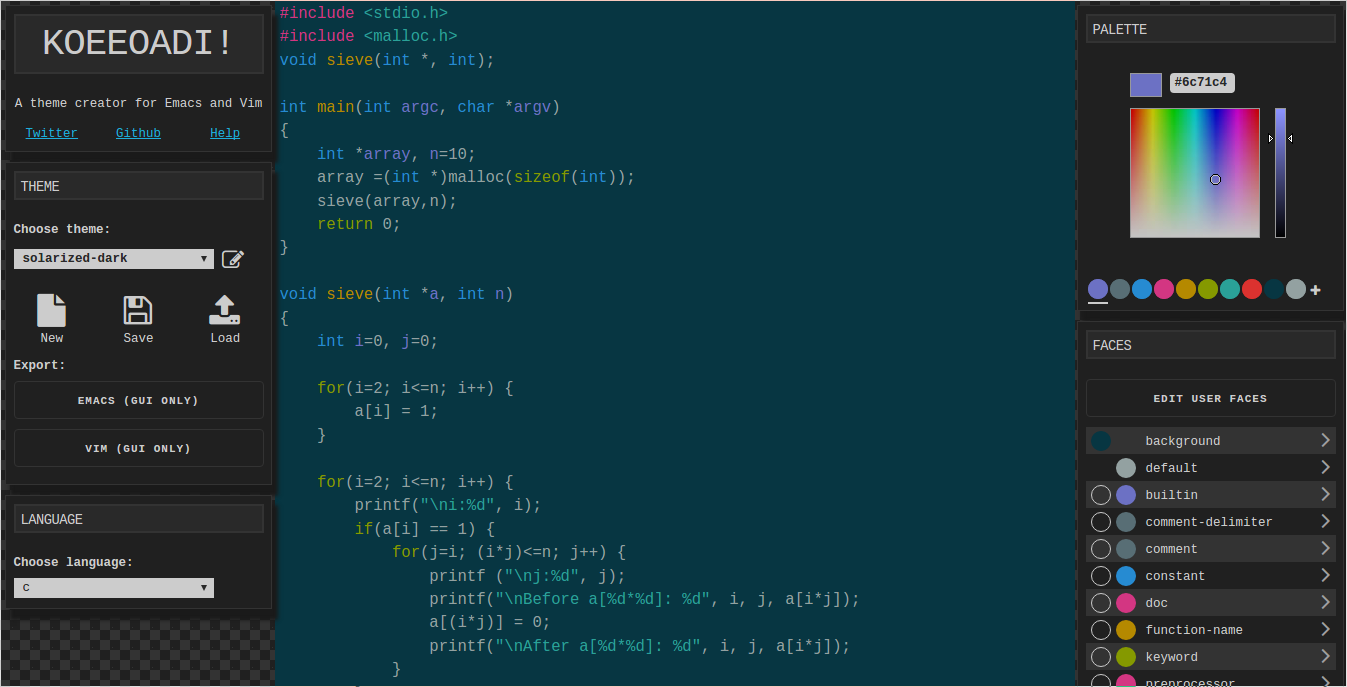 KOEEOADI!
A theme creator for Emacs and Vim
Twitter Github Help
THEME
Choose theme:
solarized-dark
New Save Load
Export:
EMACS (GUI ONLY)
VIM (GUI ONLY)
LANGUAGE
Choose language:
c
#include <stdio.h>
#include <malloc.h>
void sieve(int *, int);
int main(int argc, char *argv)
{
    int *array, n=10;
    array =(int *)malloc(sizeof(int));
    sieve(array,n);
    return 0;
}
void sieve(int *a, int n)
{
    int i=0, j=0;
    for(i=2; i<=n; i++) {
        a[i] = 1;
    }
    for(i=2; i<=n; i++) {
        printf("\ni:%d", i);
        if(a[i] == 1) {
            for(j=i; (i*j)<=n; j++) {
                printf ("\nj:%d", j);
                printf("\nBefore a[%d*%d]: %d", i, j, a[i*j]);
                a[(i*j)] = 0;
                printf("\nAfter a[%d*%d]: %d", i, j, a[i*j]);
            }
PALETTE
#6c71c4
+
FACES
EDIT USER FACES
background
default
builtin
comment-delimiter
comment
constant
doc
function-name
keyword
preprocessor